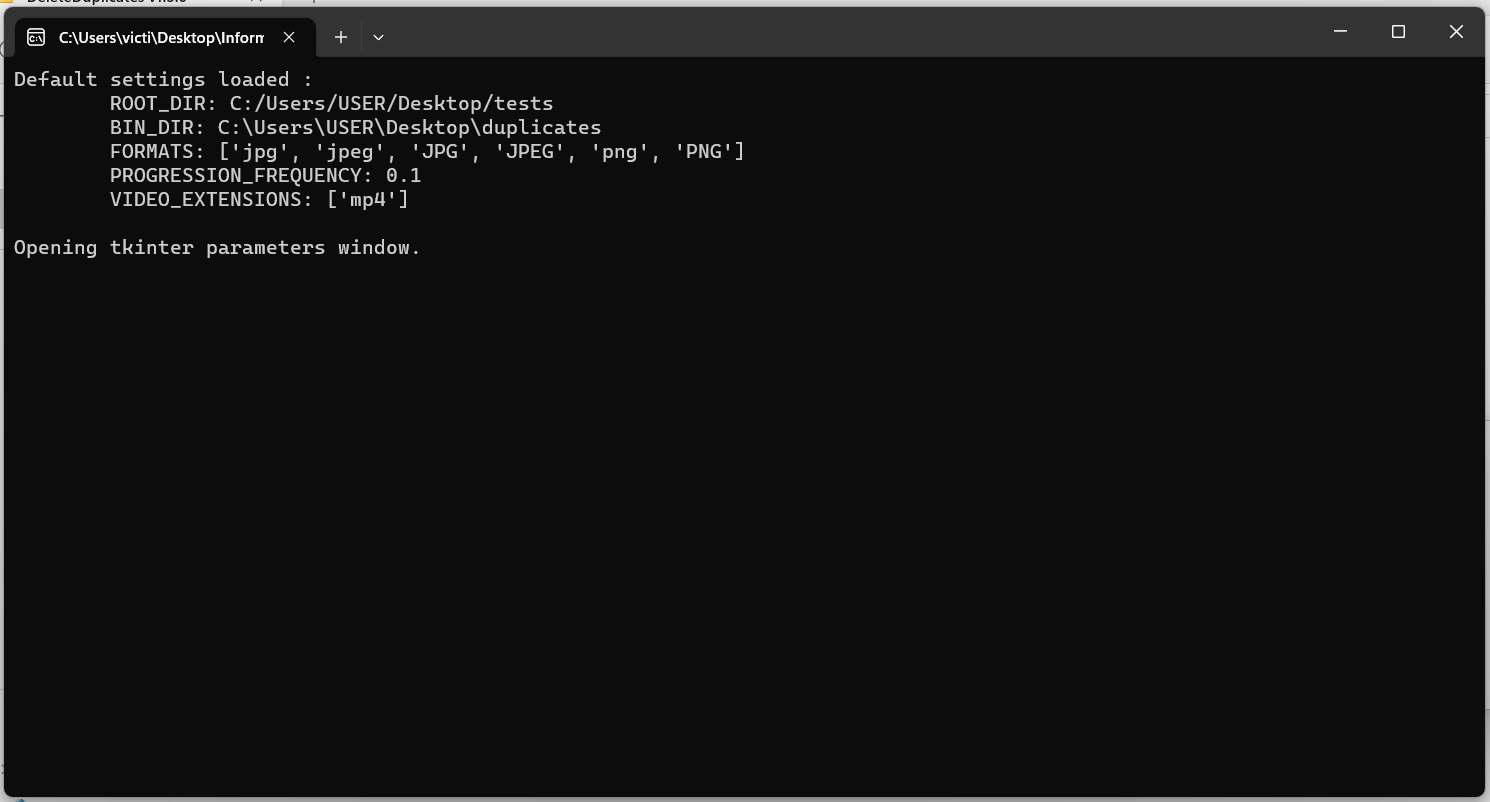 C:\Users\victi\Desktop\Inform
Default settings loaded :
ROOT_DIR: C:/Users/USER/Desktop/tests
BIN_DIR: C:\Users\USER\Desktop\duplicates
FORMATS: ['jpg', 'jpeg', 'JPG', 'JPEG', 'png', 'PNG']
PROGRESSION_FREQUENCY: 0.1
VIDEO_EXTENSIONS: ['mp4']
Opening tkinter parameters window.